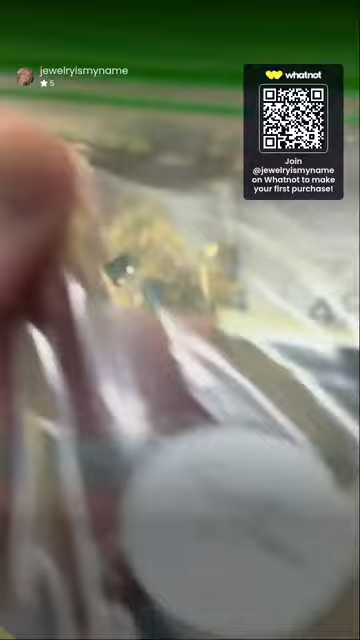 jewelryismyname
5
whatnot
Join
@jewelryismyname
on Whatnot to make
your first purchase!